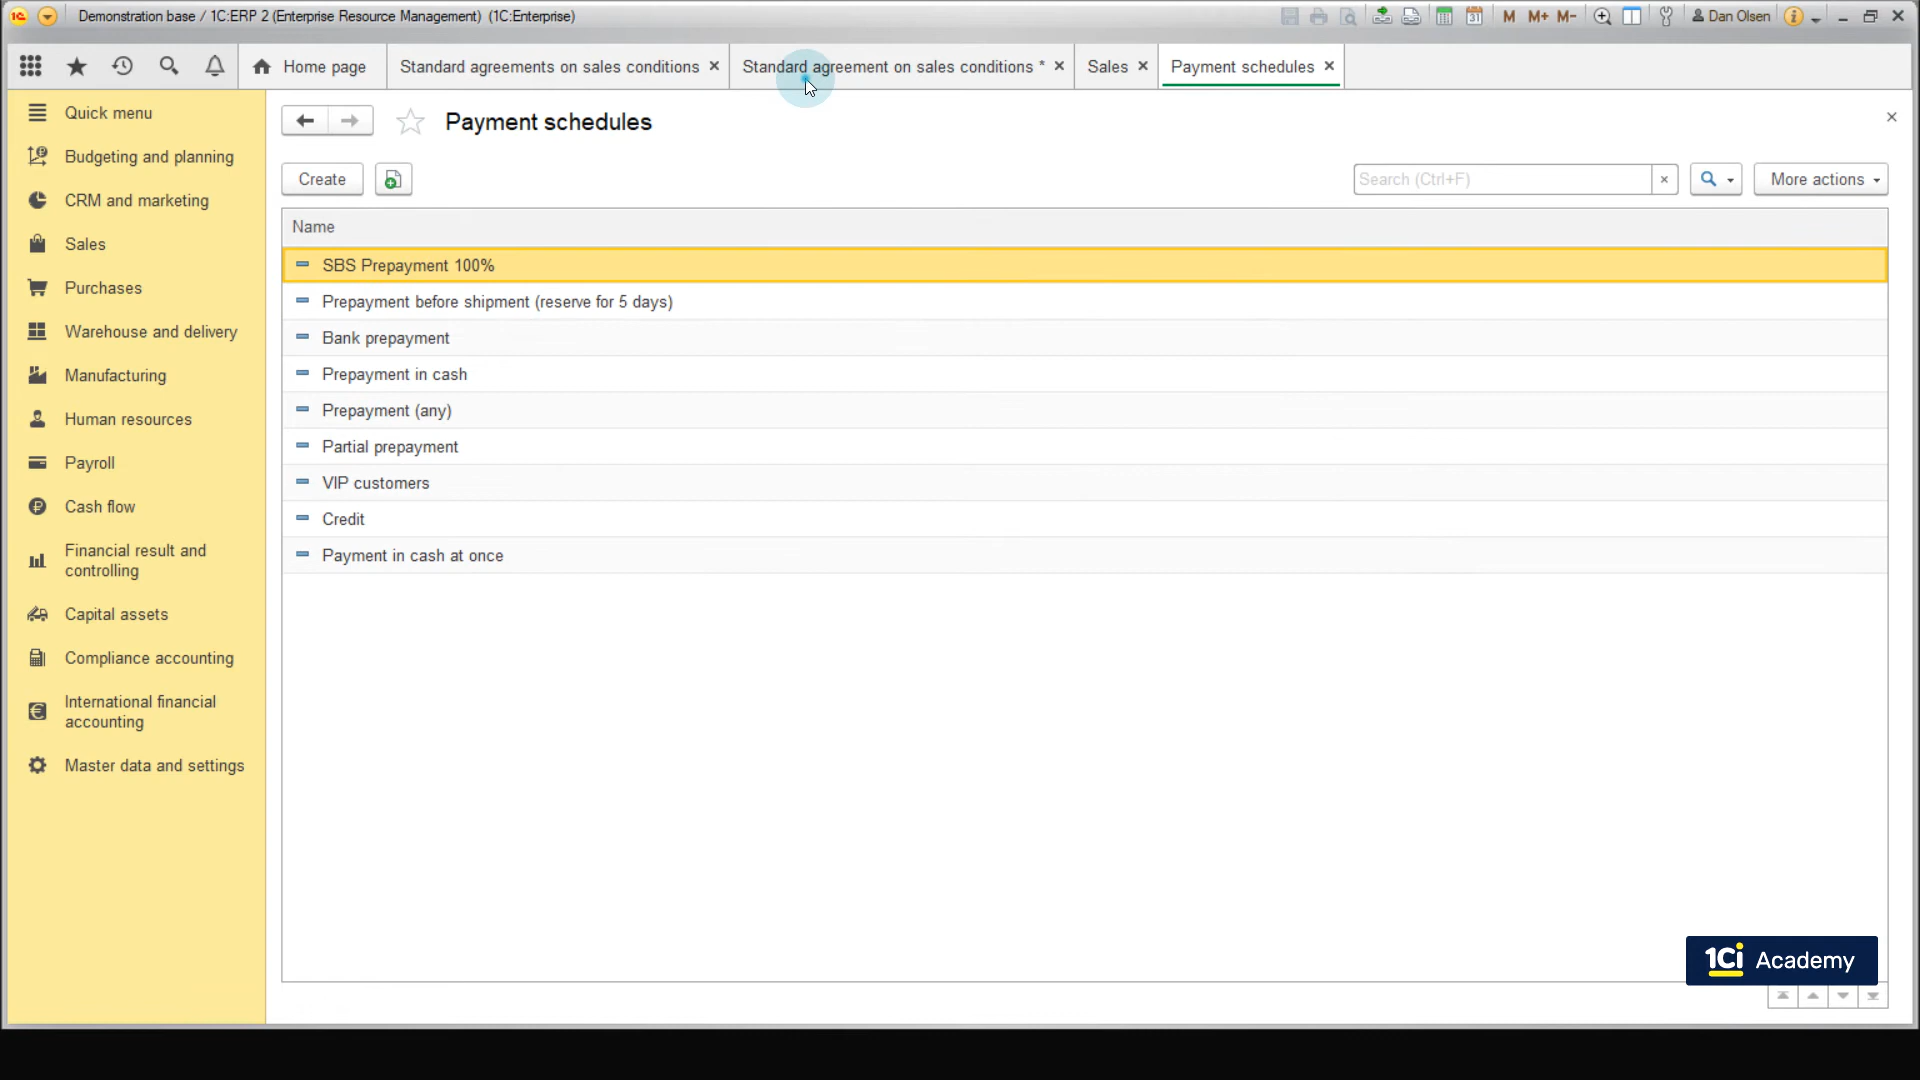 Demonstration base / 1C:ERP 2 (Enterprise Resource Management) (1C:Enterprise)
M M+ M- Dan Olsen
Home page
Standard agreements on sales conditions
Standard agreement on sales conditions *
Sales
Payment schedules
Quick menu
Budgeting and planning
CRM and marketing
Sales
Purchases
Warehouse and delivery
Manufacturing
Human resources
Payroll
Cash flow
Financial result and
controlling
Capital assets
Compliance accounting
International financial
accounting
Master data and settings
Payment schedules
Create
Search (Ctrl+F)
More actions
Name
SBS Prepayment 100%
Prepayment before shipment (reserve for 5 days)
Bank prepayment
Prepayment in cash
Prepayment (any)
Partial prepayment
VIP customers
Credit
Payment in cash at once
1Ci Academy